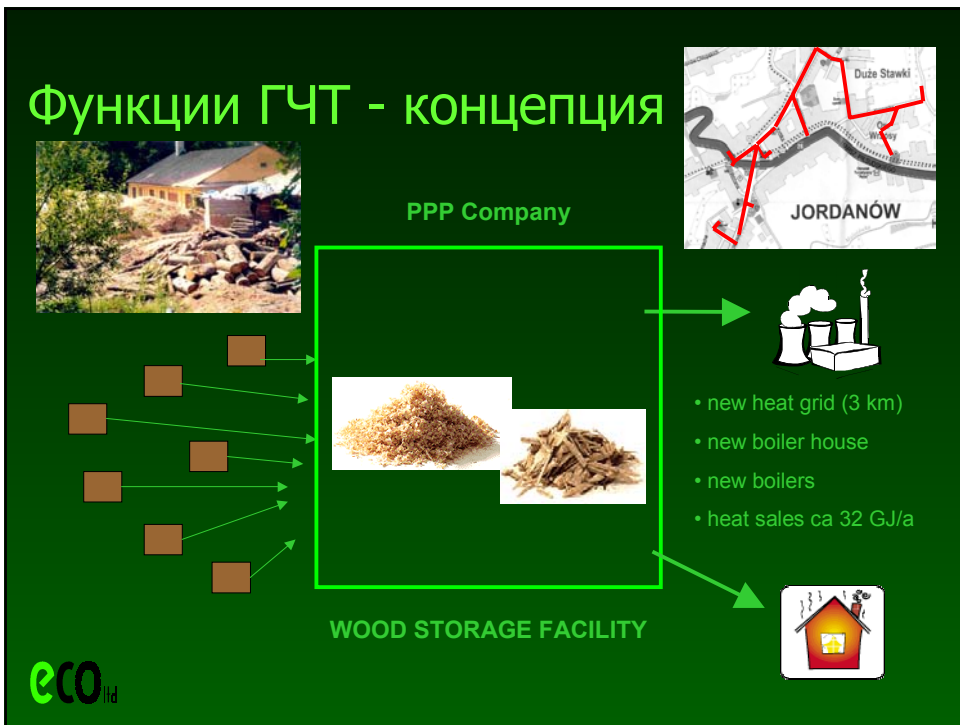 Функции ГЧТ - концепция
Duże Stawki
JORDANÓW
PPP Company
• new heat grid (3 km)
• new boiler house
• new boilers
• heat sales ca 32 GJ/a
WOOD STORAGE FACILITY
eco ltd